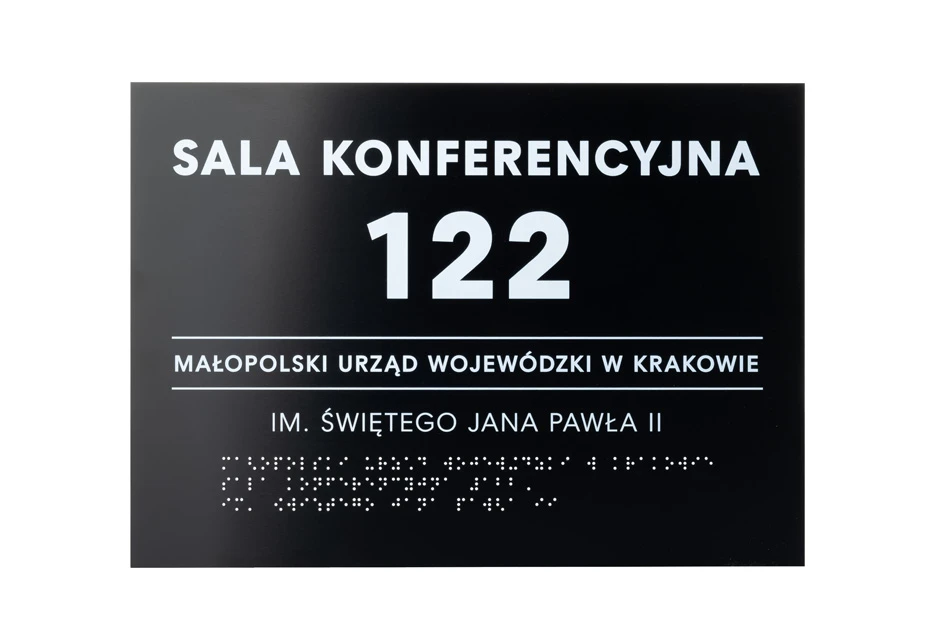 SALA KONFERENCYJNA
122
MAŁOPOLSKI URZĄD WOJEWÓDZKI W KRAKOWIE
IM. ŚWIĘTEGO JANA PAWŁA II